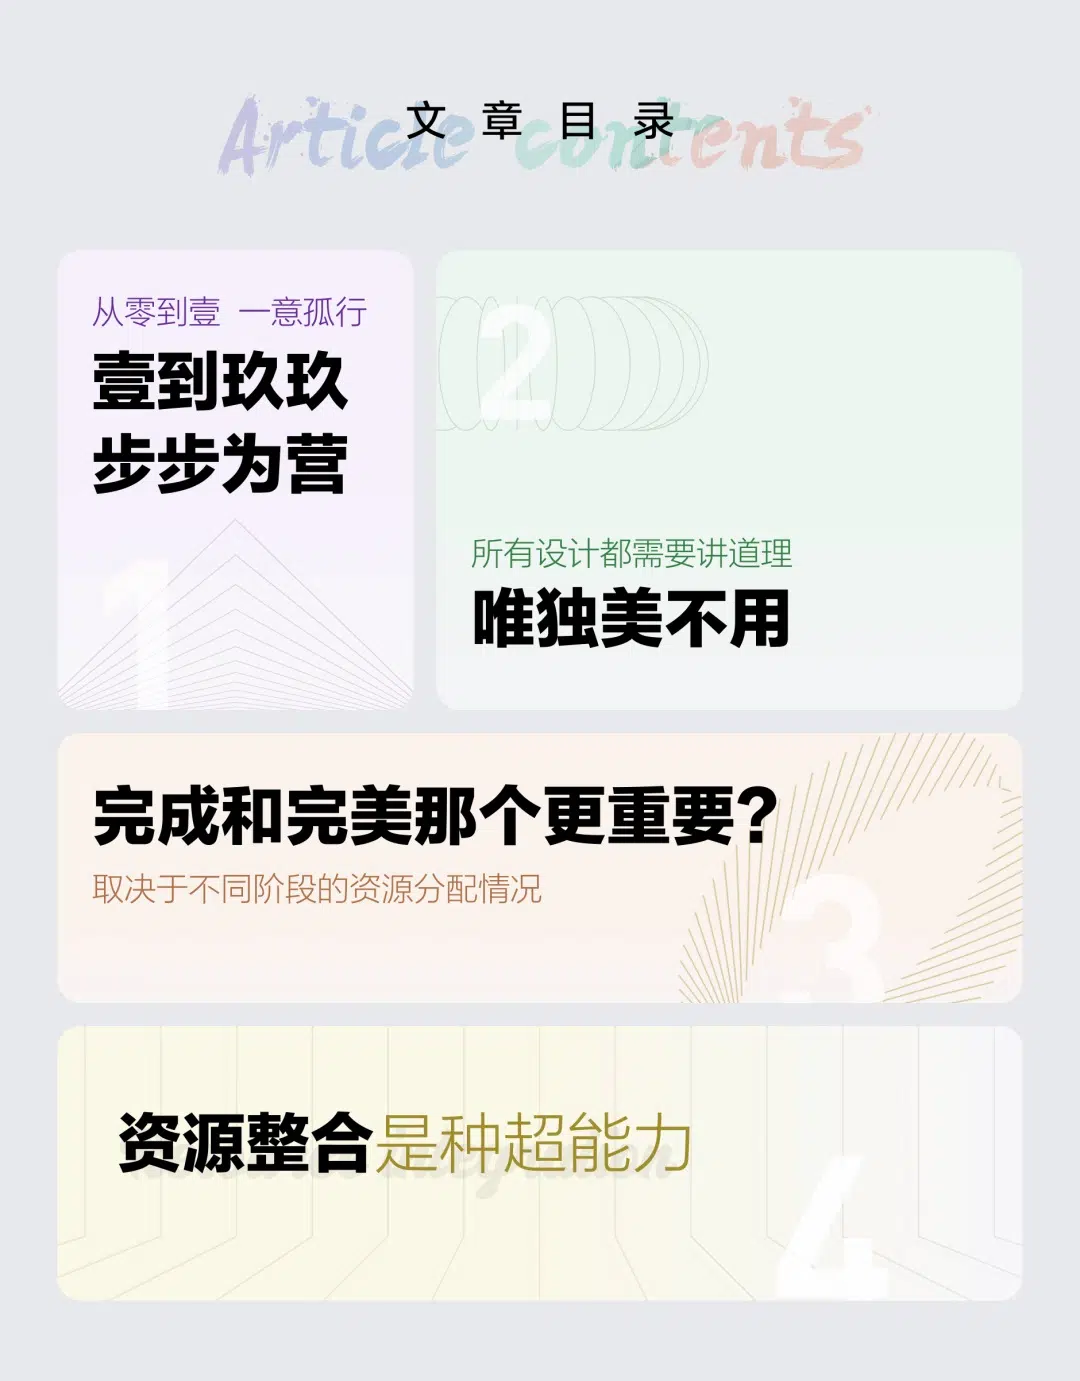 Article contents
文章目录
从零到壹 一意孤行
壹到玖玖
步步为营
1
2
所有设计都需要讲道理
唯独美不用
完成和完美那个更重要?
取决于不同阶段的资源分配情况
3
资源整合是种超能力
4